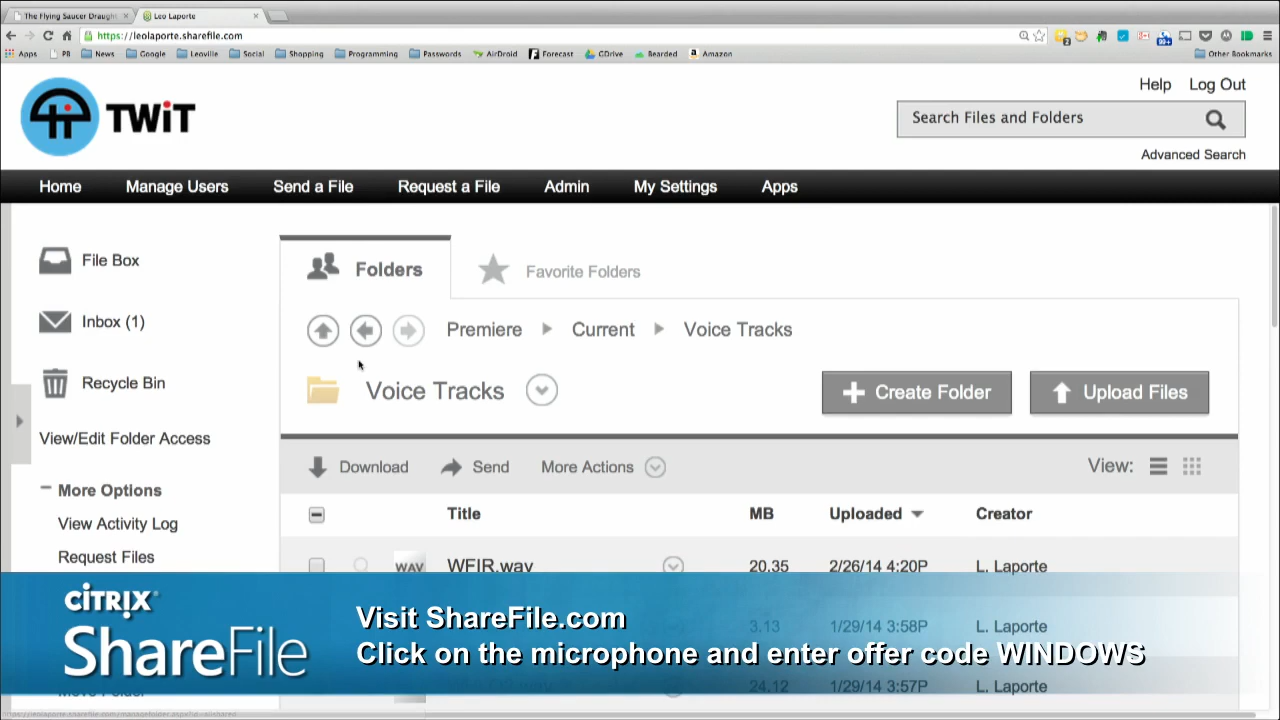 The Flying Saucer Draught
Leo Laporte
https://leolaporte.sharefile.com
Apps PR News Google Leoville Social Shopping Programming Passwords AirDroid Forecast GDrive Bearded Amazon Other Bookmarks
TWiT
Help Log Out
Search Files and Folders
Advanced Search
Home Manage Users Send a File Request a File Admin My Settings Apps
File Box
Inbox (1)
Recycle Bin
View/Edit Folder Access
More Options
View Activity Log
Request Files
Folders Favorite Folders
Premiere Current Voice Tracks
Voice Tracks
Create Folder Upload Files
Download Send More Actions View:
Title MB Uploaded Creator
WAV WFIR.wav 20.35 2/26/14 4:20P L. Laporte
3.13 1/29/14 3:58P L. Laporte
24.12 1/29/14 3:57P L. Laporte
CITRIX
ShareFile
Visit ShareFile.com
Click on the microphone and enter offer code WINDOWS